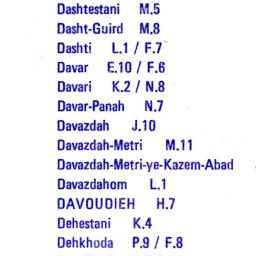 Dashtestani M.5
Dasht-Guird M.8
Dashti L.1 / F.7
Davar E.10 / F.6
Davari K.2 / N.8
Davar-Panah N.7
Davazdah J.10
Davazdah-Metri M.11
Davazdah-Metri-ye-Kazem-Abad
Davazdahom L.1
DAVOUDIEH H.7
Dehestani K.4
Dehkhoda P.9 / F.8